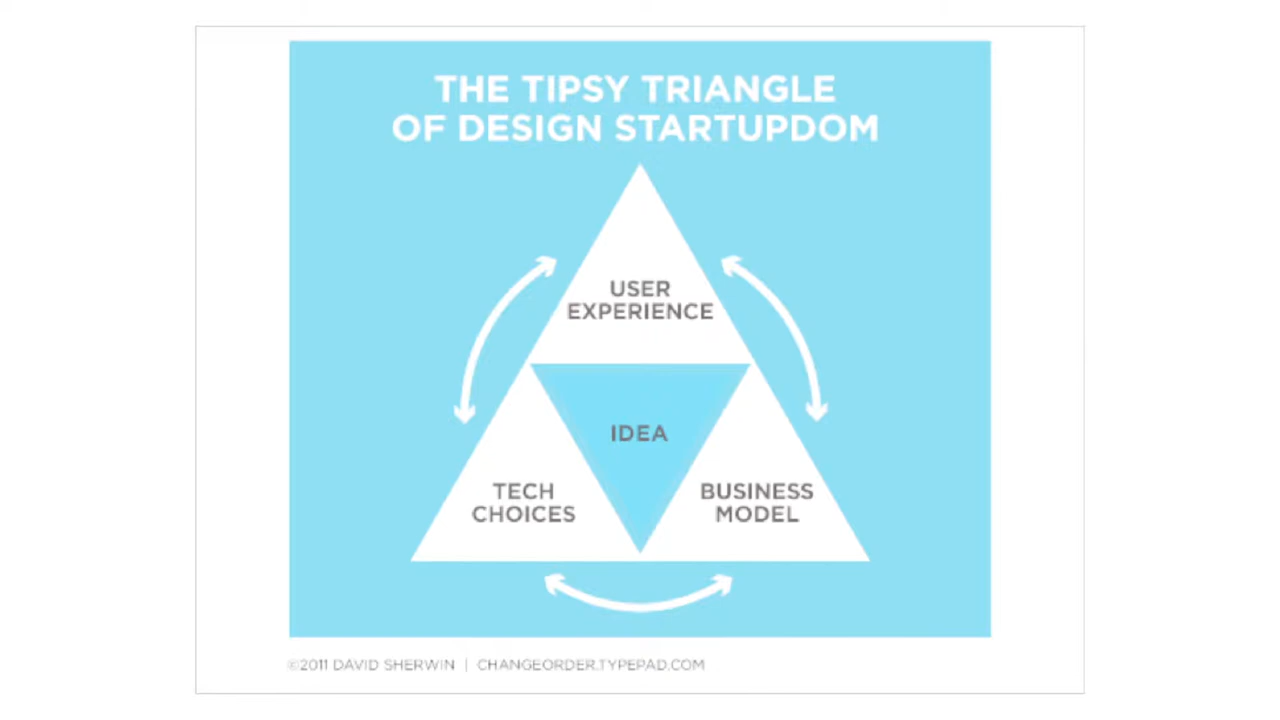 THE TIPSY TRIANGLE
OF DESIGN STARTUPDOM
USER
EXPERIENCE
IDEA
TECH
CHOICES
BUSINESS
MODEL
©2011 DAVID SHERWIN | CHANGEORDER.TYPEPAD.COM